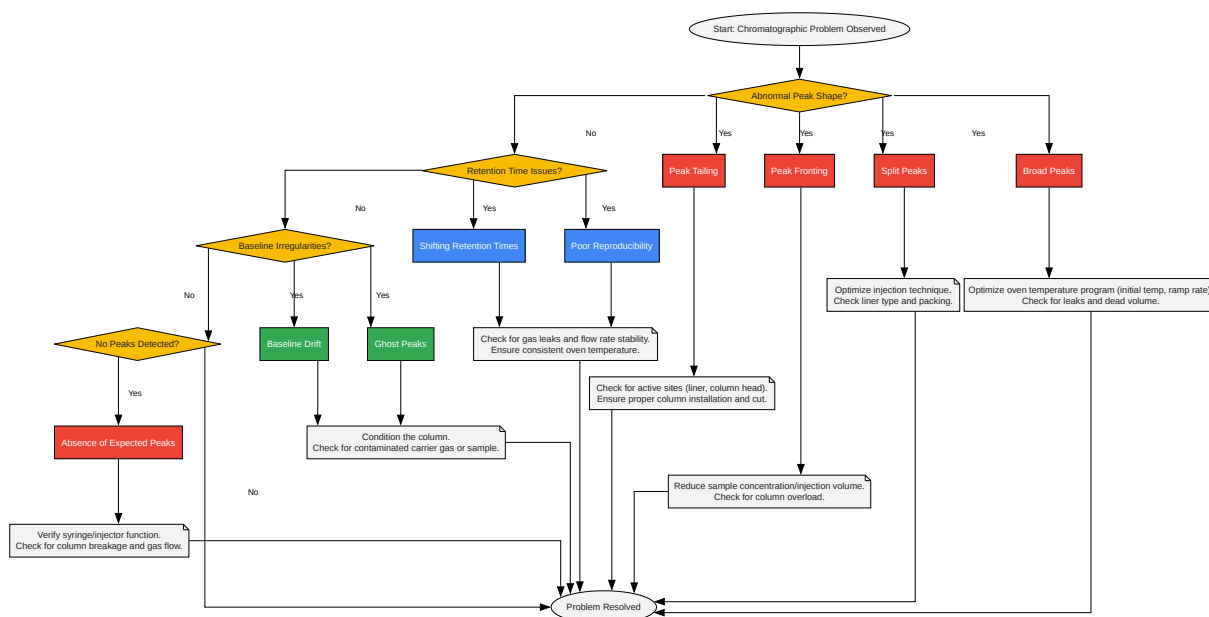 Start: Chromatographic Problem Observed
Abnormal Peak Shape?
No
Yes
Yes
Yes
Yes
Retention Time Issues?
Peak Tailing
Peak Fronting
Split Peaks
Broad Peaks
No
Yes
Yes
Baseline Irregularities?
Shifting Retention Times
Poor Reproducibility
No
Yes
Yes
Optimize injection technique.
Check liner type and packing.
Optimize oven temperature program (initial temp, ramp rate)
Check for leaks and dead volume.
No Peaks Detected?
Baseline Drift
Ghost Peaks
Check for gas leaks and flow rate stability.
Ensure consistent oven temperature.
Yes
Check for active sites (liner, column head).
Ensure proper column installation and cut.
Absence of Expected Peaks
Condition the column.
Check for contaminated carrier gas or sample.
No
Reduce sample concentration/injection volume.
Check for column overload.
Verify syringe/injector function.
Check for column breakage and gas flow.
Problem Resolved